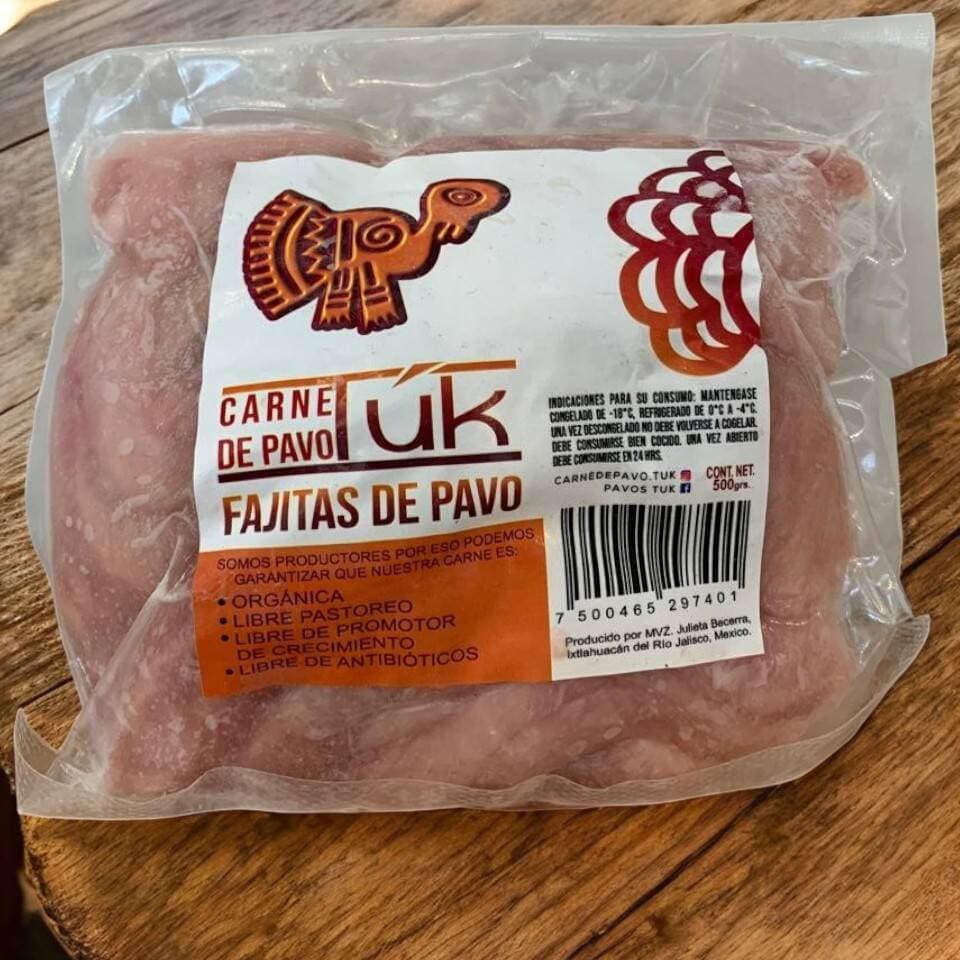 CARNE
DE PAVO
Túk
FAJITAS DE PAVO
SOMOS PRODUCTORES POR ESO PODEMOS
GARANTIZAR QUE NUESTRA CARNE ES:
• ORGÁNICA
• LIBRE PASTOREO
• LIBRE DE PROMOTOR
DE CRECIMIENTO
• LIBRE DE ANTIBIÓTICOS
INDICACIONES PARA SU CONSUMO: MANTENGASE
CONGELADO DE -18°C, REFRIGERADO DE 0°C A -4°C.
UNA VEZ DESCONGELADO NO DEBE VOLVERSE A COGELAR.
DEBE CONSUMIRSE BIEN COCIDO. UNA VEZ ABIERTO
DEBE CONSUMIRSE EN 24 HRS.
CARNEDEPAVO.TUK
PAVOS TUK
CONT. NET.
500grs.
7 500465 297401
Producido por MVZ. Julieta Becerra,
Ixtlahuacán del Río Jalisco, Mexico.